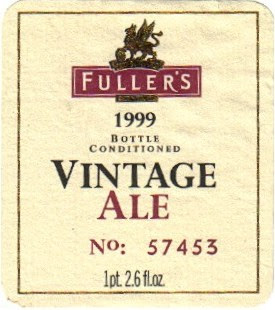 FULLER'S
1999
BOTTLE
CONDITIONED
VINTAGE
ALE
No: 57453
1pt. 2.6 fl.oz.